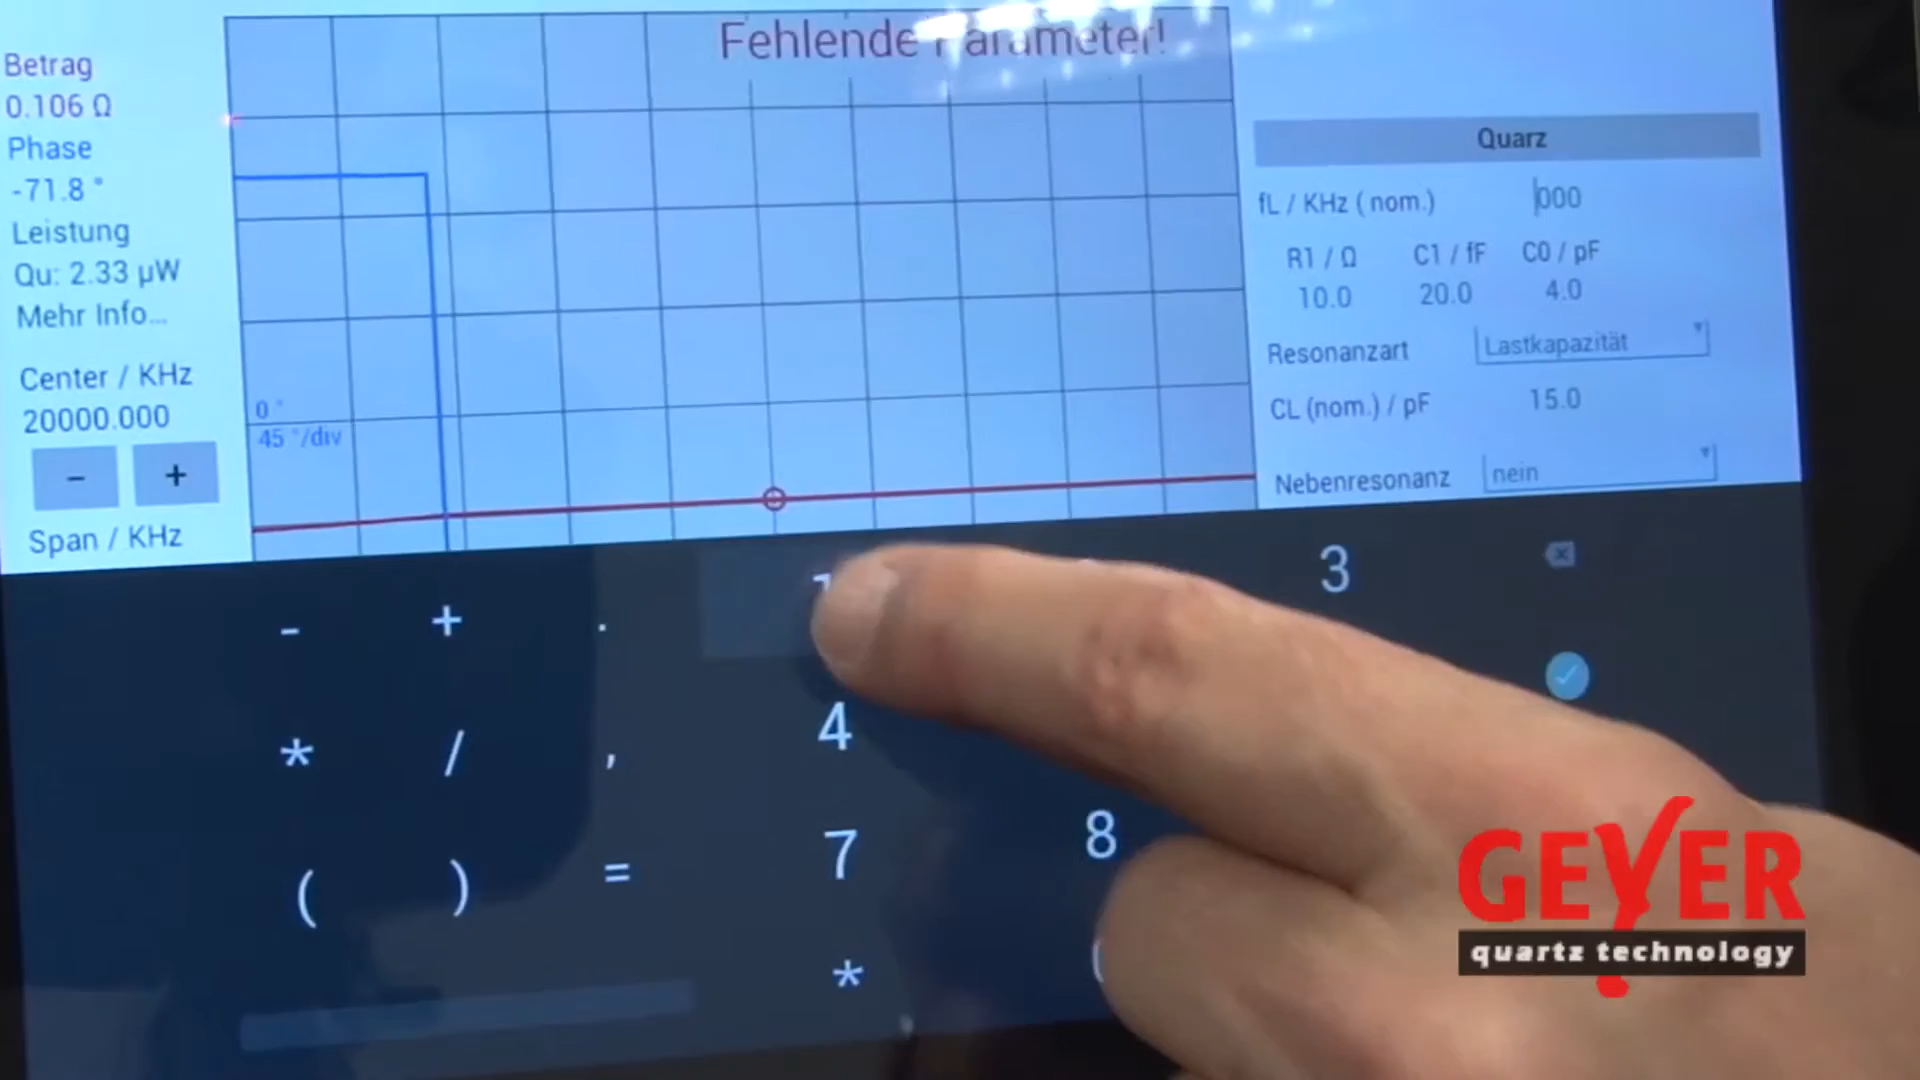 Fehlende Parameter!
Betrag
0.106 Ω
Phase
-71.8 °
Leistung
Qu: 2.33 µW
Mehr Info...
Center / KHz
20000.000
- +
Span / KHz
0 °
45 °/div
Quarz
fL / KHz ( nom.) 000
R1 / Ω C1 / fF C0 / pF
10.0 20.0 4.0
Resonanzart Lastkapazität
CL (nom.) / pF 15.0
Nebenresonanz nein
- + . 1 3
* / , 4
( ) = 7 8
*
GEYER
quartz technology